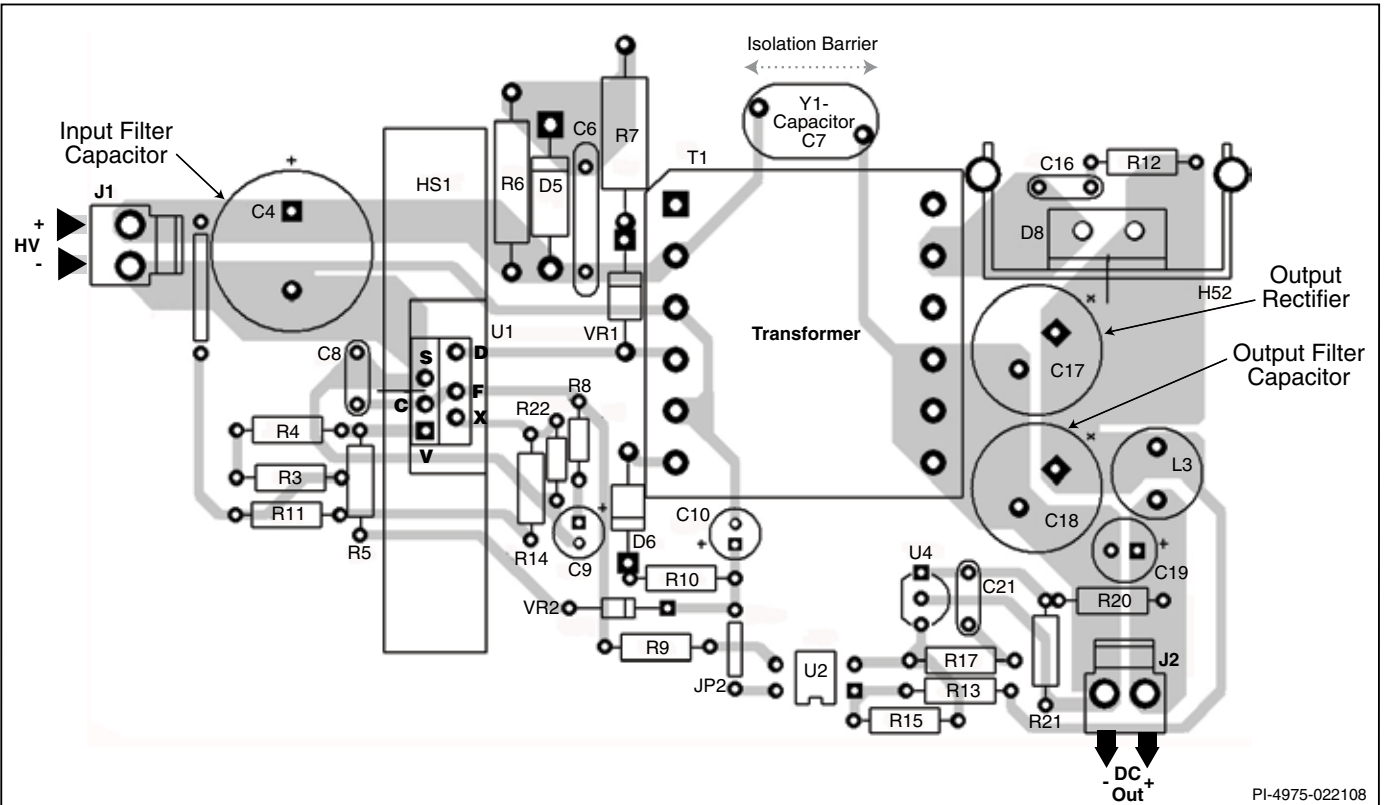 Isolation Barrier
Y1-
Capacitor
C7
Input Filter
Capacitor
+
J1
C4
HS1
R6
D5
C6
R7
T1
C16
R12
D8
+
HV
-
H52
Output
Rectifier
VR1
Transformer
U1
C8
S
D
F
C
X
V
C17
Output Filter
Capacitor
R8
R22
R4
R3
R11
R5
R14
C9
+
D6
C10
+
C18
L3
C19
+
U4
C21
R10
R20
VR2
R9
JP2
U2
R17
R13
R15
R21
J2
- DC +
Out
PI-4975-022108